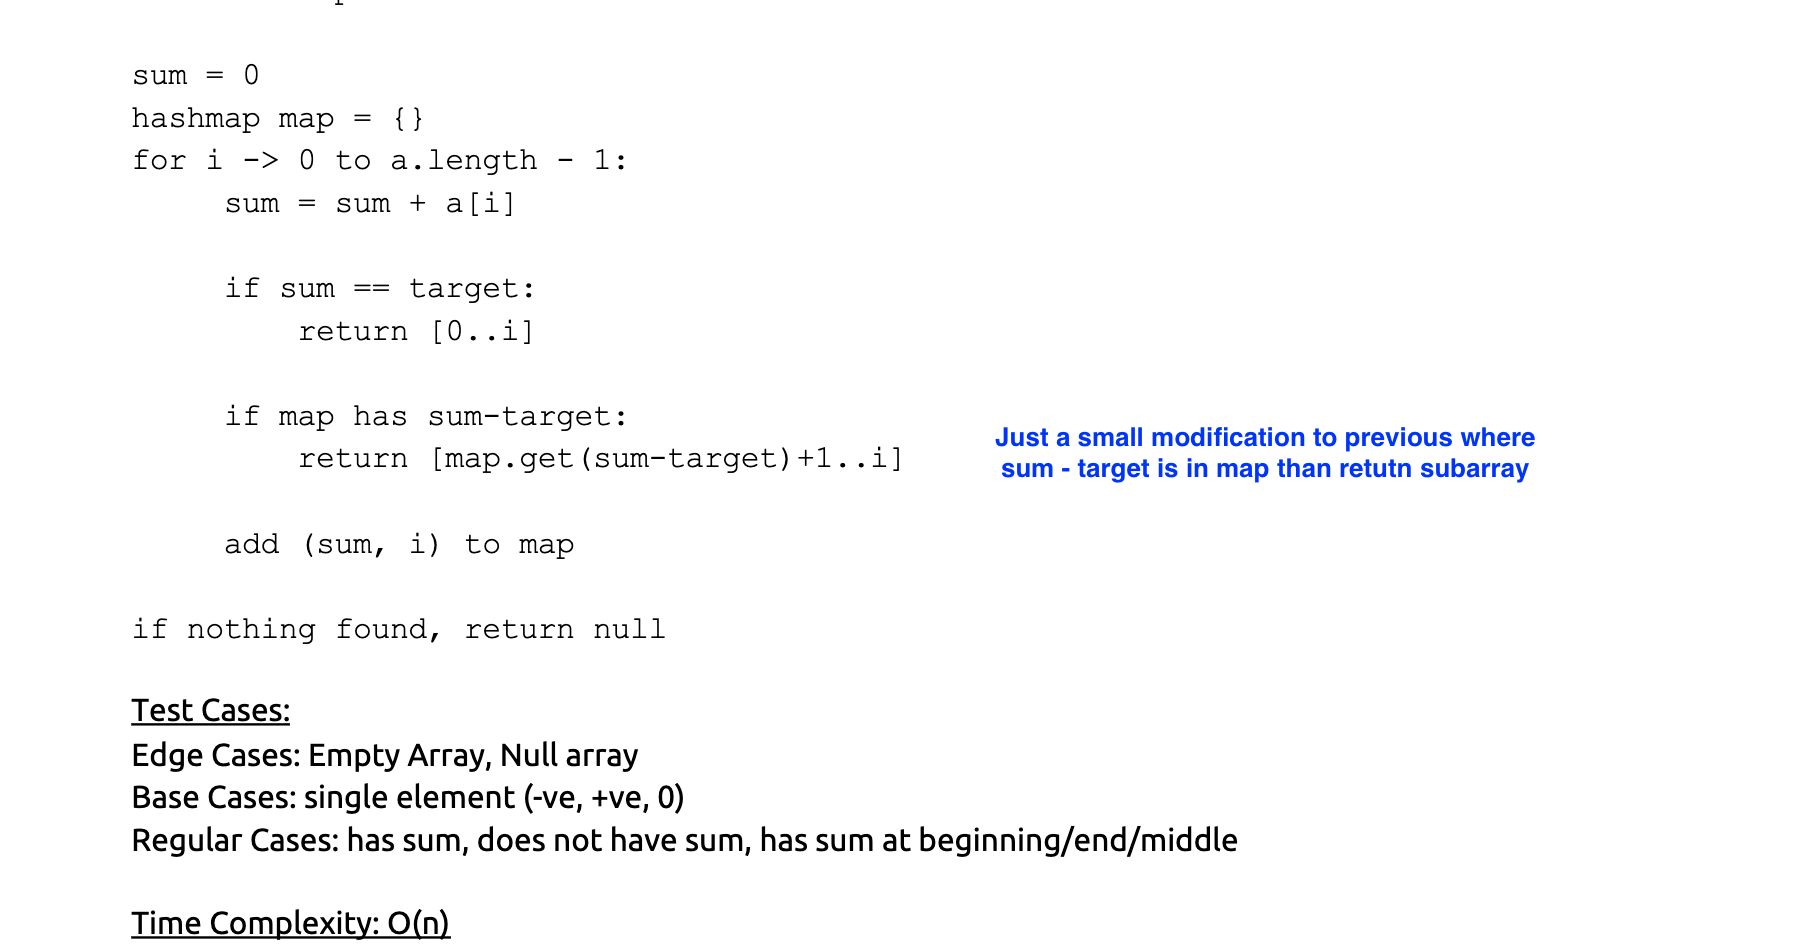 sum = 0
hashmap map = {}
for i -> 0 to a.length - 1:
sum = sum + a[i]
if sum == target:
return [0..i]
if map has sum-target:
return [map.get(sum-target)+1..i]
Just a small modification to previous where
sum - target is in map than retutn subarray
add (sum, i) to map
if nothing found, return null
Test Cases:
Edge Cases: Empty Array, Null array
Base Cases: single element (-ve, +ve, 0)
Regular Cases: has sum, does not have sum, has sum at beginning/end/middle
Time Complexity: O(n)